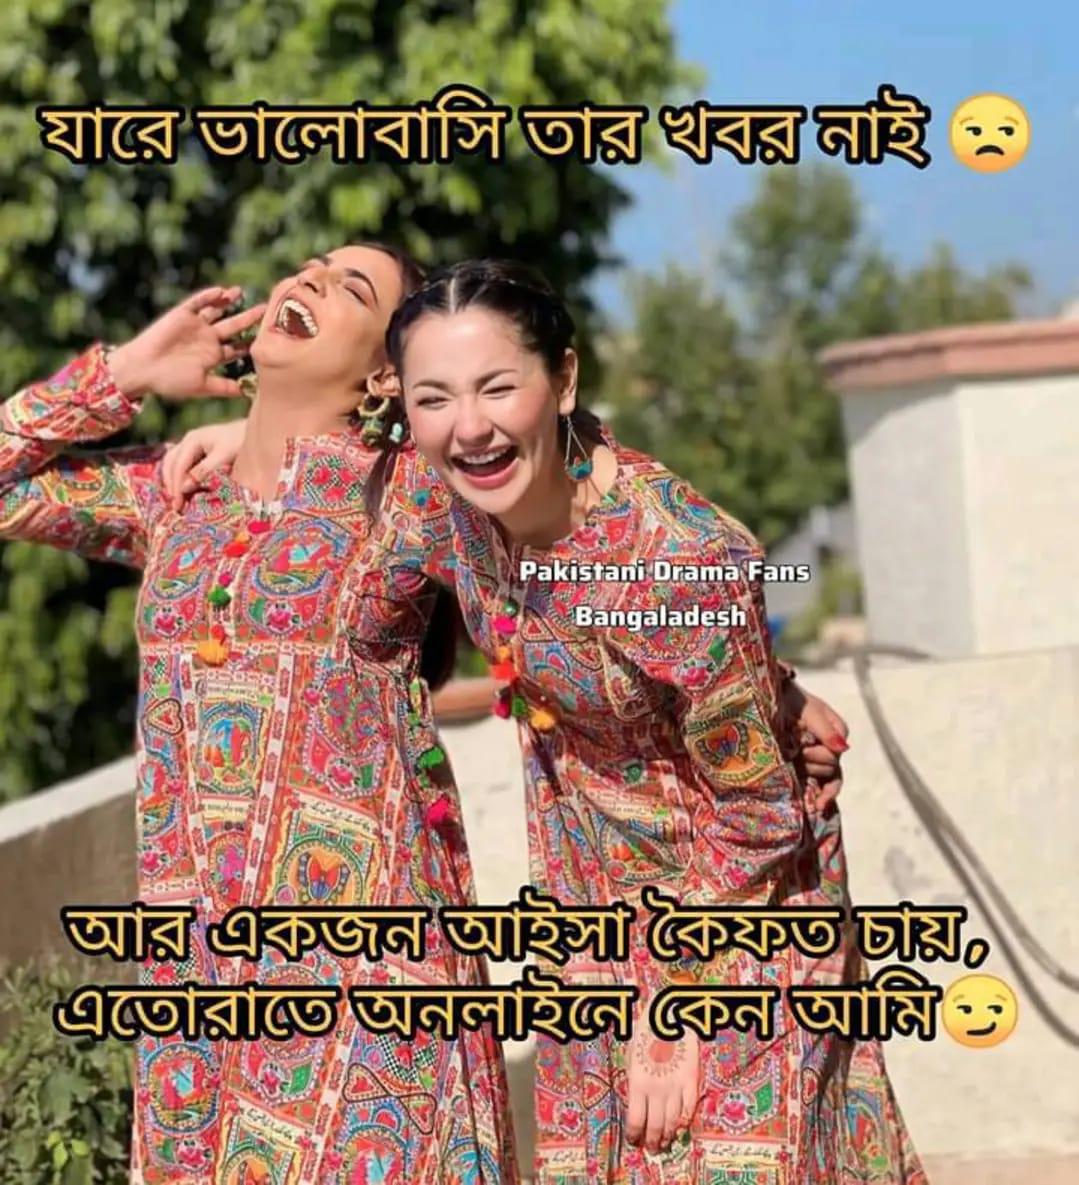 যারে ভালোবাসি তার খবর নাই 😒
Pakistani Drama Fans
Bangaladesh
আর একজন আইসা কৈফত চায়,
এতোরাতে অনলাইনে কেন আমি😏